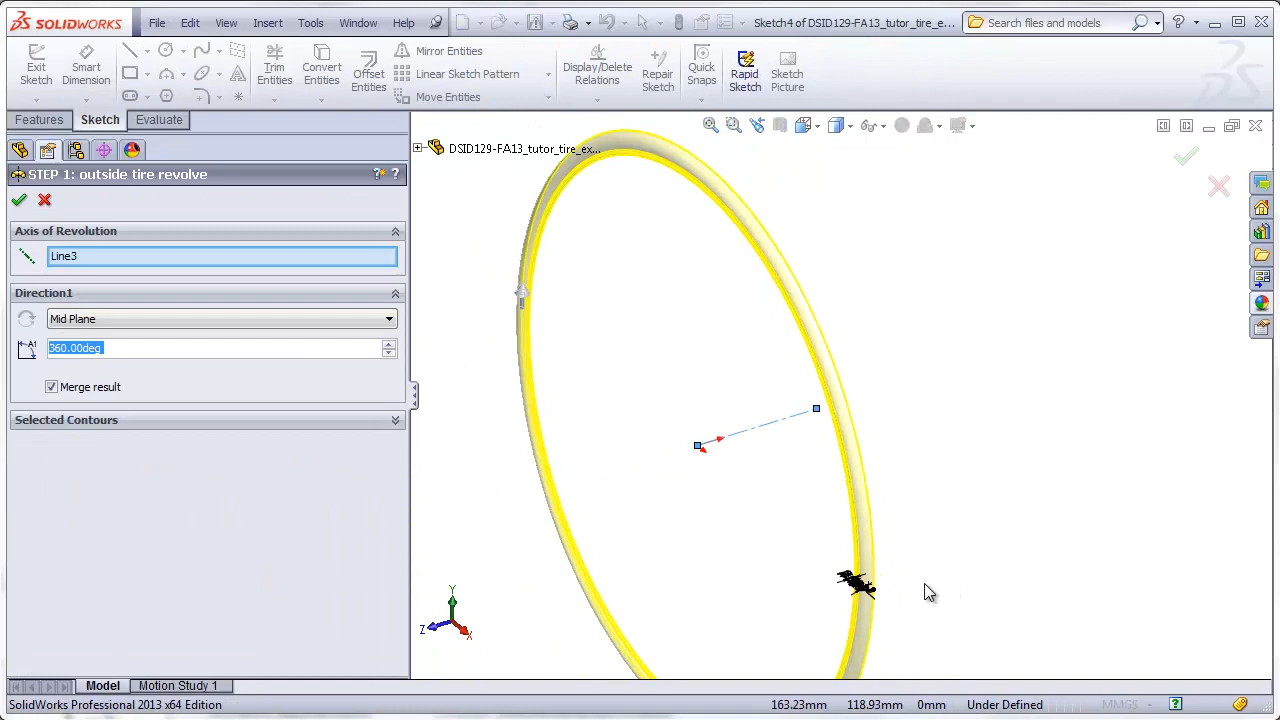 SOLIDWORKS
File Edit View Insert Tools Window Help
Sketch4 of DSID129-FA13_tutor_tire_e...
Search files and models
Exit Sketch
Smart Dimension
Trim Entities
Convert Entities
Offset Entities
Mirror Entities
Linear Sketch Pattern
Move Entities
Display/Delete Relations
Repair Sketch
Quick Snaps
Rapid Sketch
Sketch Picture
Features Sketch Evaluate
DSID129-FA13_tutor_tire_ex...
STEP 1: outside tire revolve
Axis of Revolution
Line3
Direction1
Mid Plane
A1
360.00deg
Merge result
Selected Contours
Y
Z
X
Model Motion Study 1
SolidWorks Professional 2013 x64 Edition
163.23mm 118.93mm 0mm Under Defined MMGS